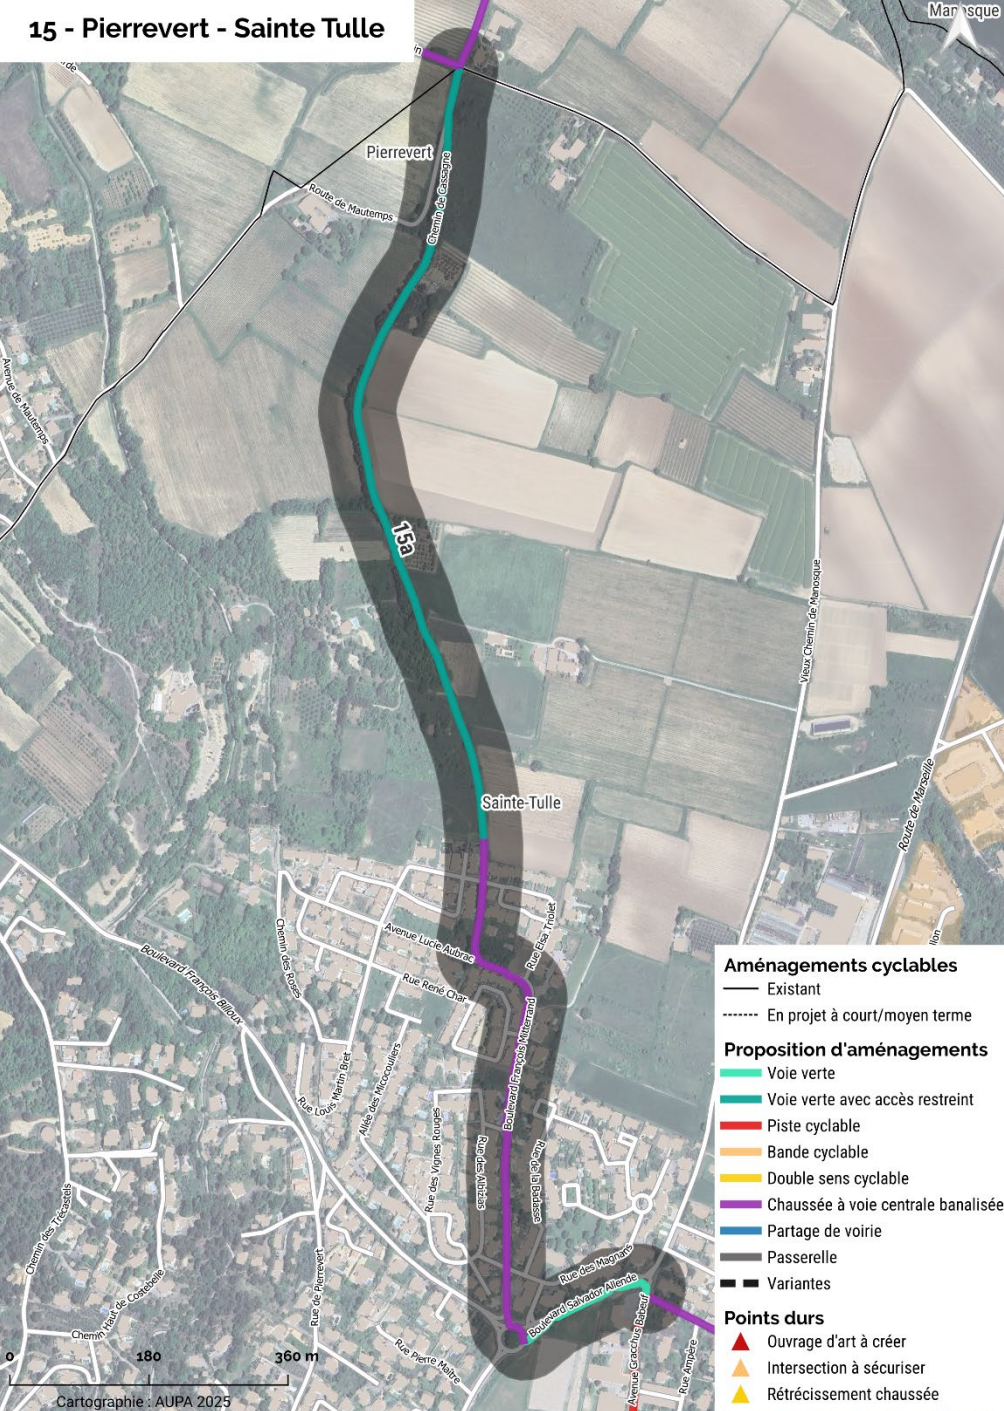 15 - Pierrevert - Sainte Tulle
Manosque
Pierrevert
Route de Mautemps
Chemin de Cassagne
Avenue de Mautemps
15a
Vieux Chemin de Manosque
Route de Marseille
Sainte-Tulle
Avenue Lucie Aubrac
Rue Elsa Triolet
Rue René Char
Chemin des Roses
Boulevard François Billoux
Boulevard François Mitterrand
Rue Louis Martin Bret
Allée des Micocouliers
Rue des Vignes Rouges
Rue des Albizias
Rue de la Badasse
Chemin des Trécastels
Chemin Haut de Costebelle
Rue de Pierrevert
Rue des Magnans
Boulevard Salvador Allende
Avenue Gracchus Babeuf
Rue Ampère
Rue Pierre Maître
Aménagements cyclables
Existant
En projet à court/moyen terme
Proposition d'aménagements
Voie verte
Voie verte avec accès restreint
Piste cyclable
Bande cyclable
Double sens cyclable
Chaussée à voie centrale banalisée
Partage de voirie
Passerelle
Variantes
Points durs
Ouvrage d'art à créer
Intersection à sécuriser
Rétrécissement chaussée
0 180 360 m
Cartographie : AUPA 2025